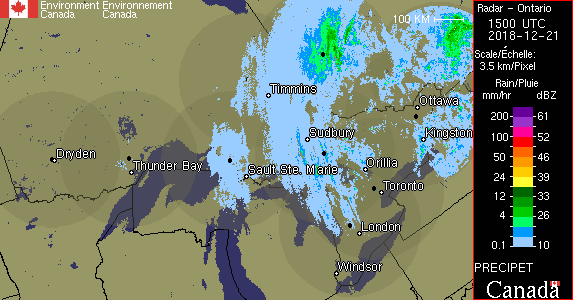 Environment Environnement
Canada Canada
100 KM
Timmins
Ottawa
Sudbury
Kingston
Dryden
Thunder Bay
Sault Ste. Marie
Orillia
Toronto
London
Windsor
Radar - Ontario
1500 UTC
2018-12-21
Scale/Échelle:
3.5 km/Pixel
Rain/Pluie
mm/hr dBZ
200 61
100 52
50 46
24 39
12 33
4 26
0.1 10
PRECIPET
Canada